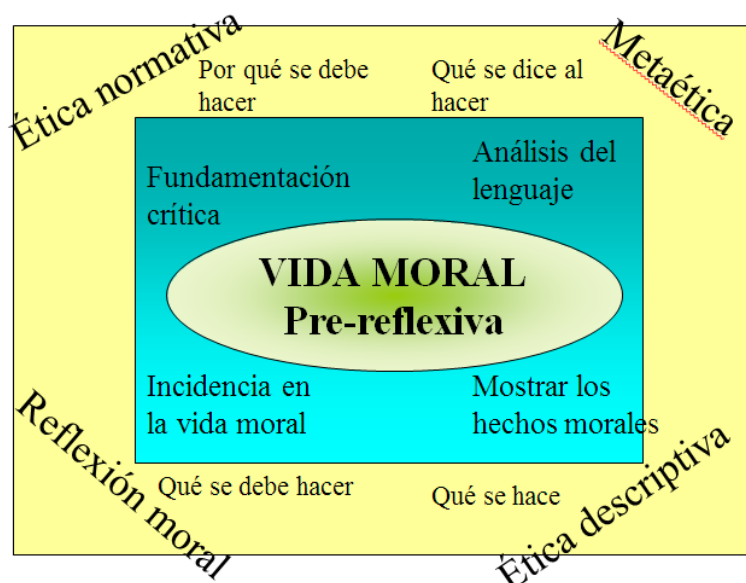 Ética normativa
Por qué se debe
hacer
Qué se dice al
hacer
Metaética
Fundamentación
crítica
Análisis del
lenguaje
VIDA MORAL
Pre-reflexiva
Incidencia en
la vida moral
Mostrar los
hechos morales
Reflexión moral
Qué se debe hacer
Qué se hace
Ética descriptiva